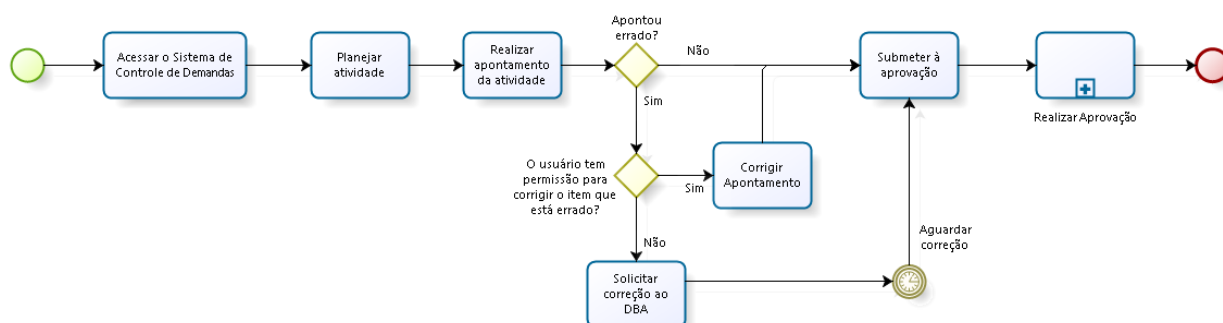 Acessar o Sistema de
Controle de Demandas
Planejar
atividade
Realizar
apontamento
da atividade
Apontou
errado?
Não
Sim
Submeter à
aprovação
Realizar Aprovação
O usuário tem
permissão para
corrigir o item que
está errado?
Sim
Corrigir
Apontamento
Não
Solicitar
correção ao
DBA
Aguardar
correção